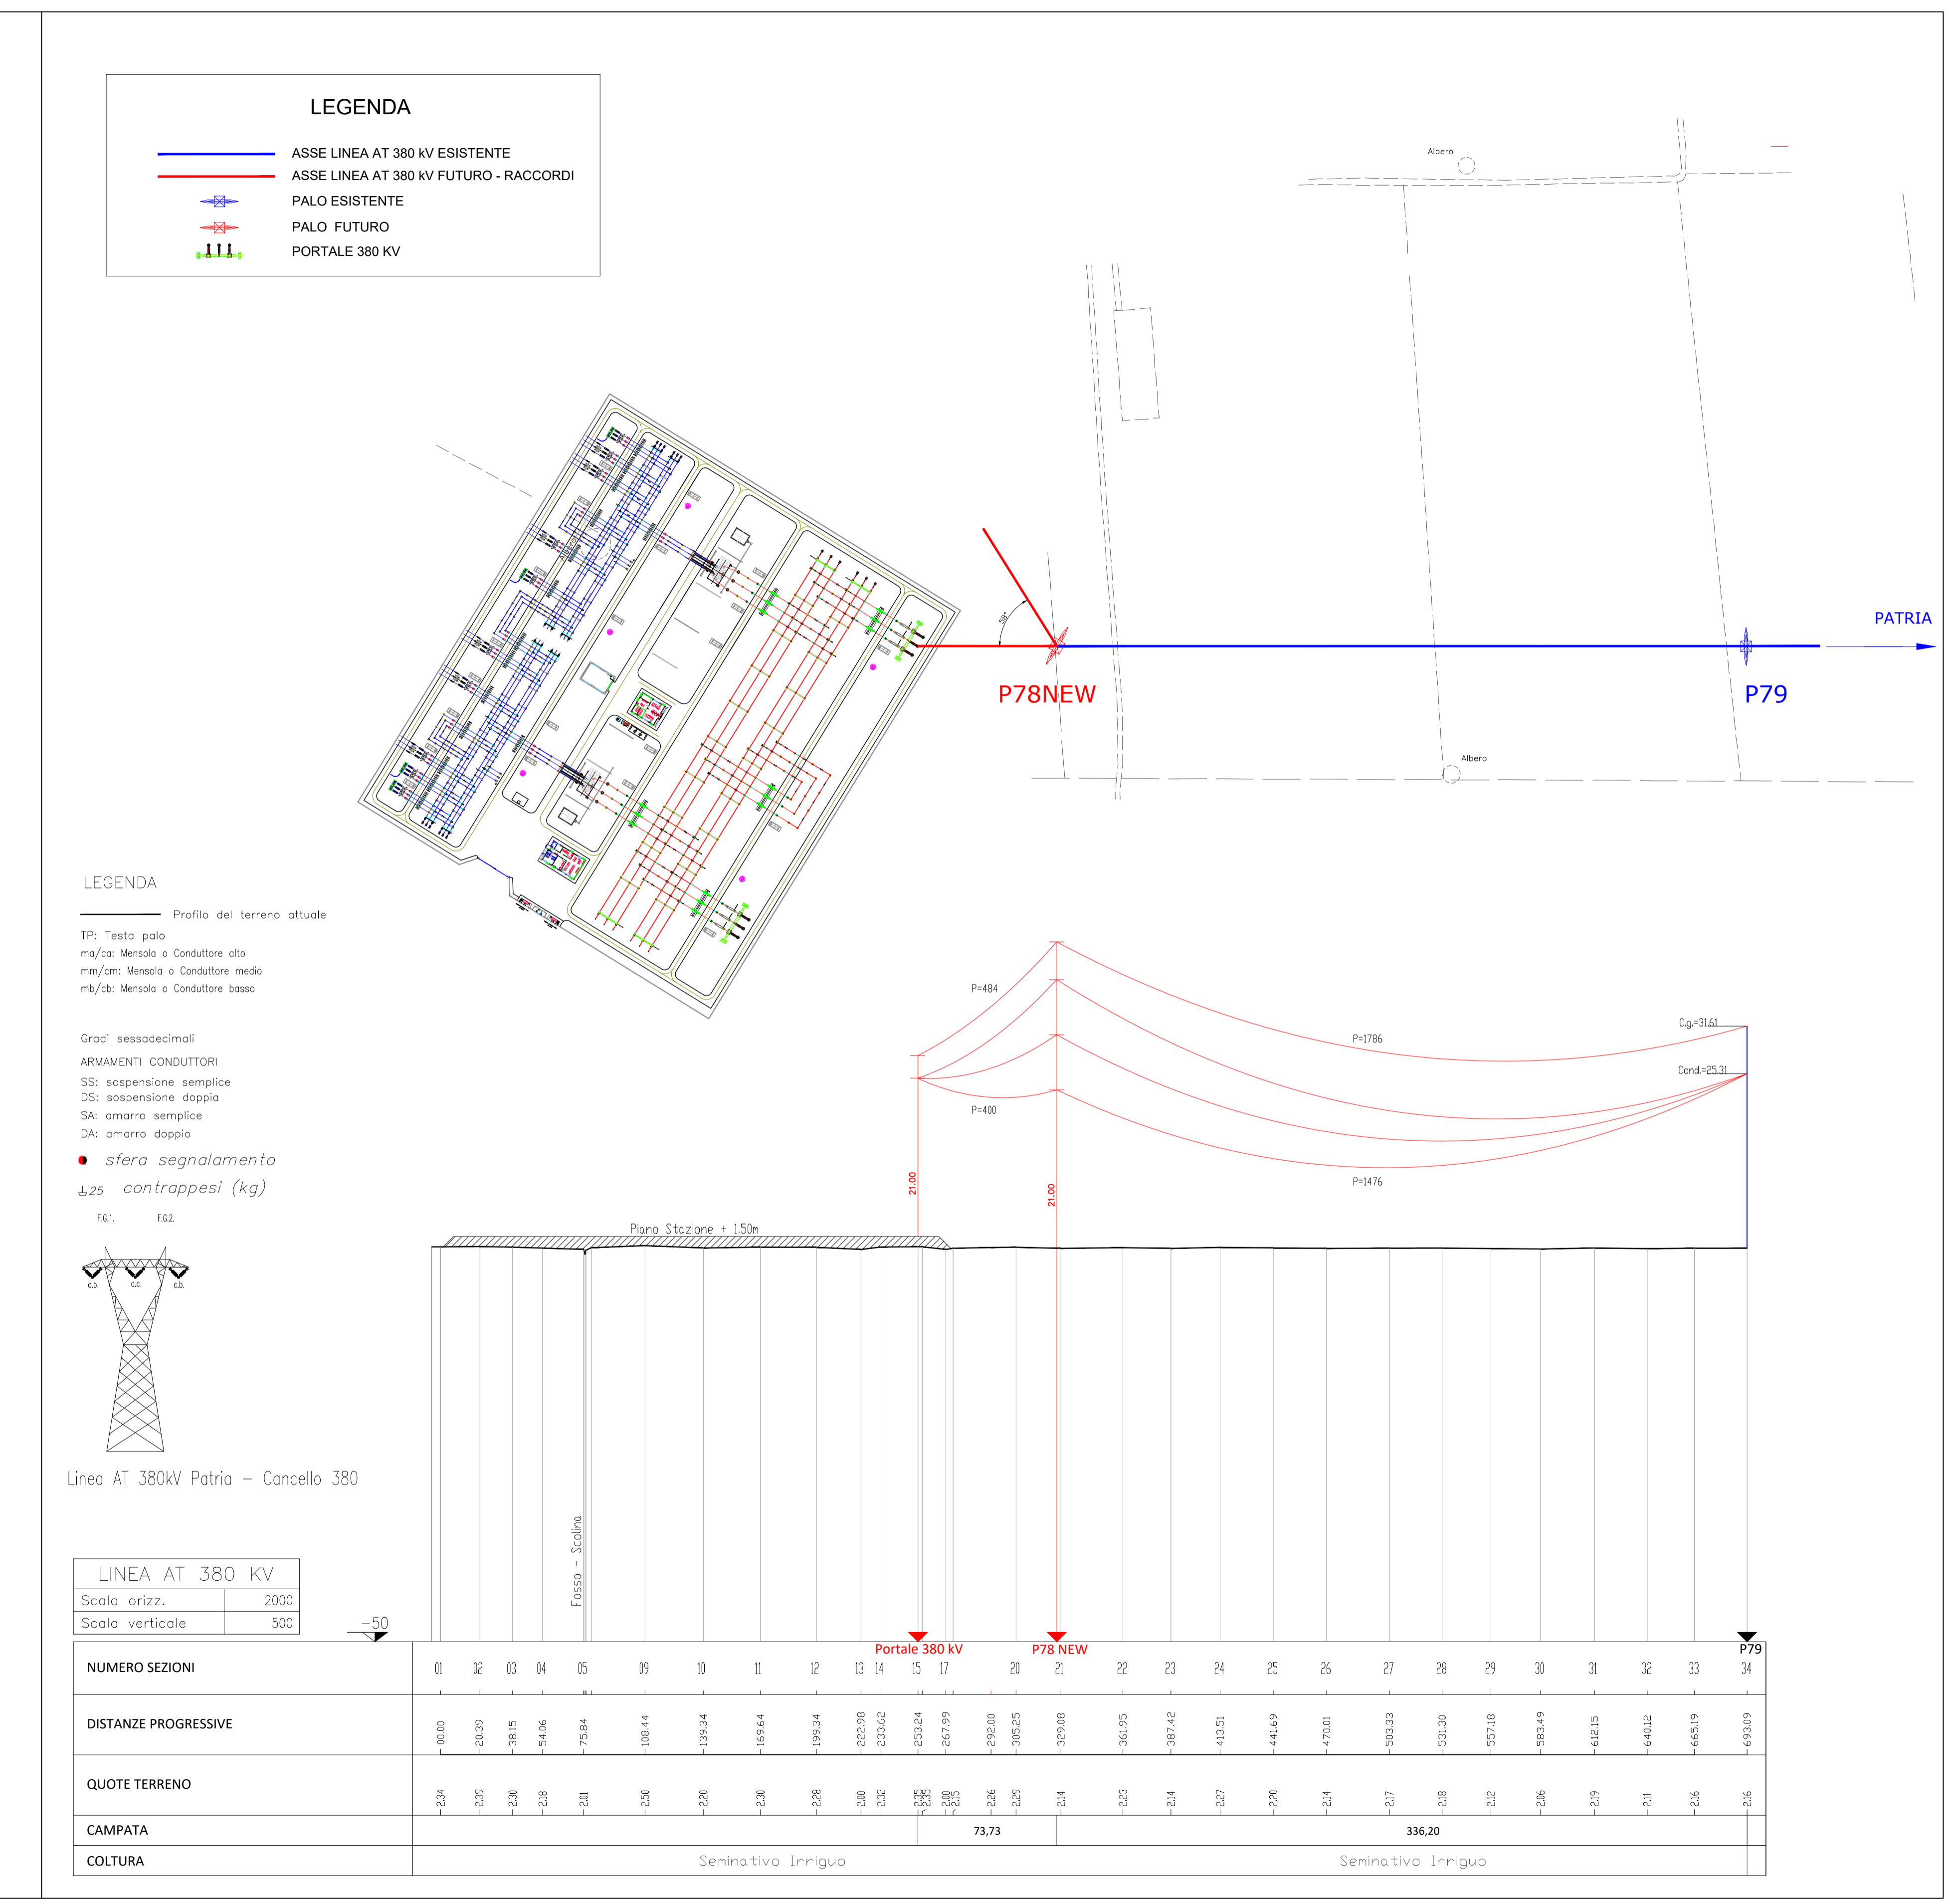 LEGENDA
ASSE LINEA AT 380 kV ESISTENTE
ASSE LINEA AT 380 kV FUTURO - RACCORDI
PALO ESISTENTE
PALO FUTURO
PORTALE 380 KV
Albero
58°
PATRIA
P78NEW
P79
Albero
LEGENDA
Profilo del terreno attuale
TP: Testa palo
ma/ca: Mensola o Conduttore alto
mm/cm: Mensola o Conduttore medio
mb/cb: Mensola o Conduttore basso
Gradi sessadecimali
ARMAMENTI CONDUTTORI
SS: sospensione semplice
DS: sospensione doppia
SA: amarro semplice
DA: amarro doppio
sfera segnalamento
25 contrappesi (kg)
F.G.1. F.G.2.
c.b. c.c. c.b.
Linea AT 380kV Patria - Cancello 380
P=484
P=1786
C.g.=31.61
Cond.=25.31
P=400
P=1476
21.00
21.00
Piano Stazione + 1.50m
Fosso - Scolina
LINEA AT 380 KV
Scala orizz. 2000
Scala verticale 500
-50
Portale 380 kV P78 NEW P79
NUMERO SEZIONI 01 02 03 04 05 09 10 11 12 13 14 15 17 20 21 22 23 24 25 26 27 28 29 30 31 32 33 34
DISTANZE PROGRESSIVE 00.00 20.39 38.15 54.06 75.84 108.44 139.34 169.64 199.34 222.98 233.62 253.24 267.99 292.00 305.25 329.08 361.95 387.42 413.51 441.69 470.01 503.33 531.30 557.18 583.49 612.15 640.12 665.19 693.09
QUOTE TERRENO 2.34 2.39 2.30 2.18 2.01 2.50 2.20 2.30 2.28 2.00 2.32 2.35 2.35 2.00 2.15 2.26 2.29 2.14 2.23 2.14 2.27 2.20 2.14 2.17 2.18 2.12 2.06 2.19 2.11 2.16 2.16
CAMPATA 73,73 336,20
COLTURA Seminativo Irriguo Seminativo Irriguo